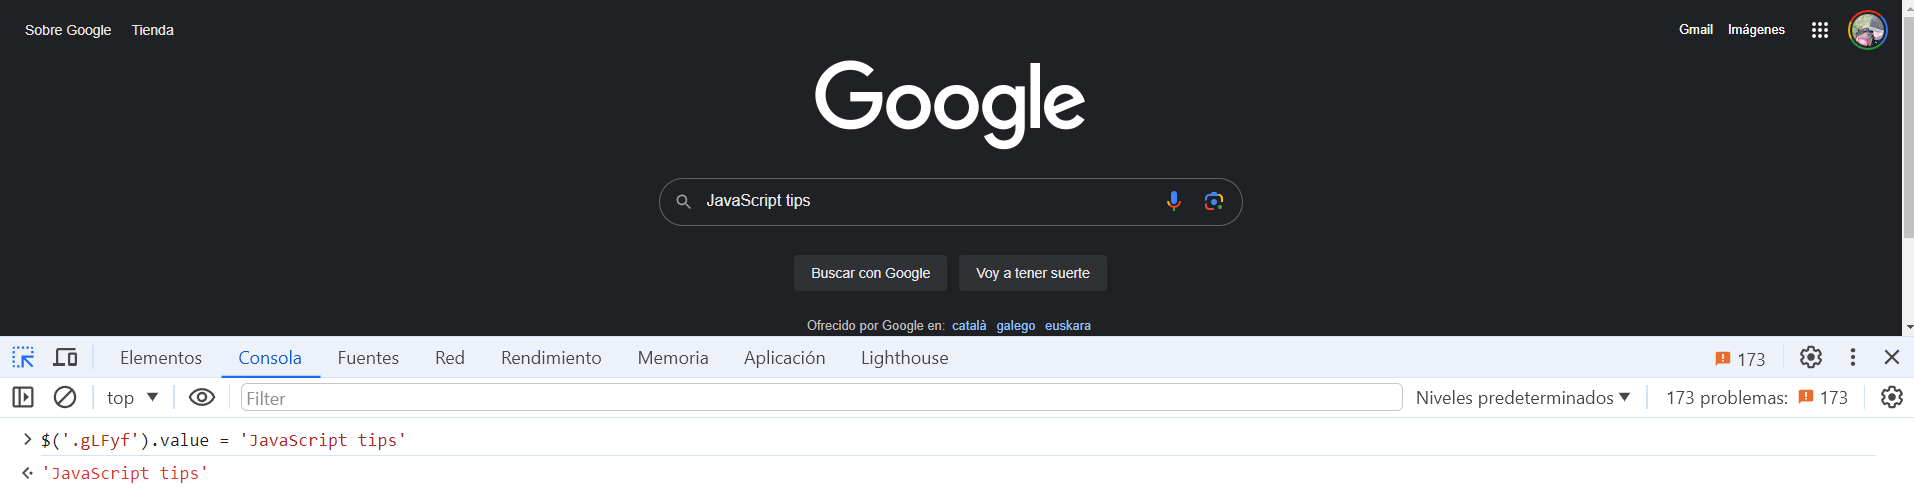 Sobre Google Tienda Gmail Imágenes
Google
JavaScript tips
Buscar con Google Voy a tener suerte
Ofrecido por Google en: català galego euskara
Elementos Consola Fuentes Red Rendimiento Memoria Aplicación Lighthouse 173
top Filter Niveles predeterminados 173 problemas: 173
$('.gLFyf').value = 'JavaScript tips'
'JavaScript tips'